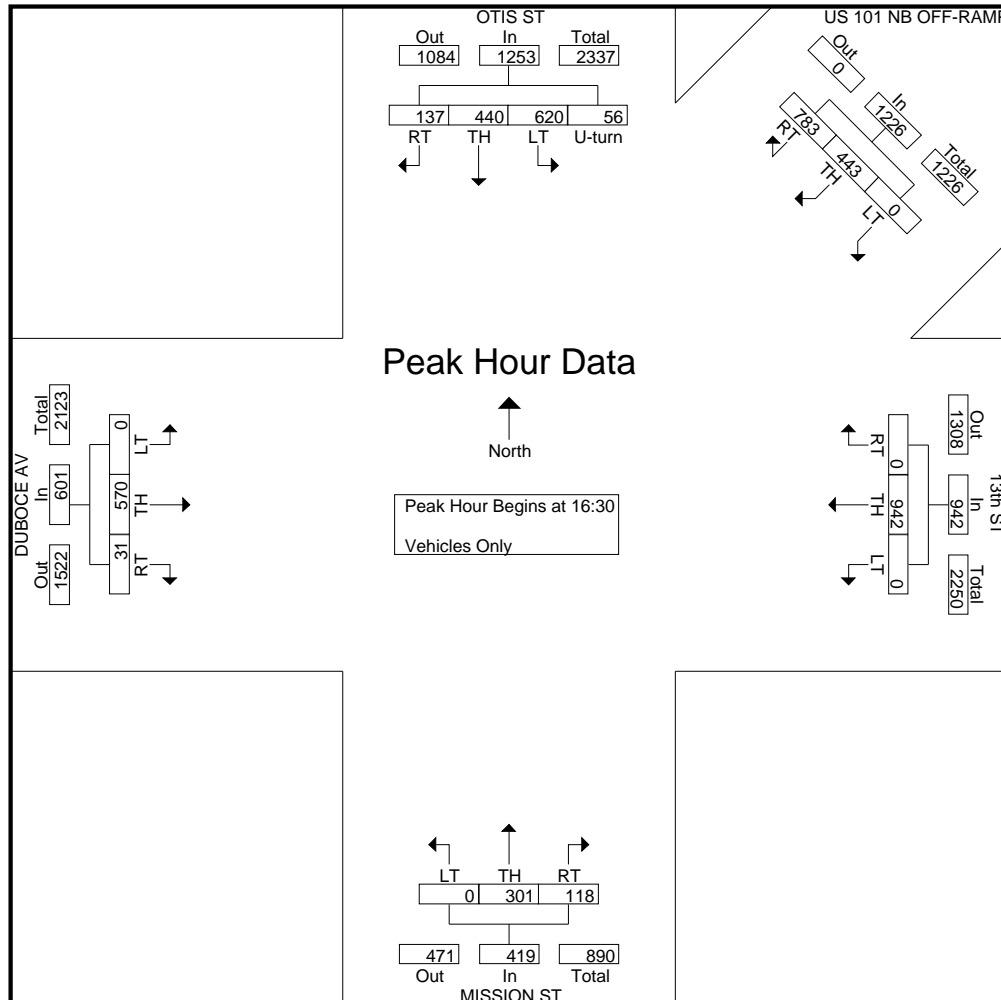 OTIS ST
Out In Total
1084 1253 2337
137 440 620 56
RT TH LT U-turn
US 101 NB OFF-RAMP
Out
0
In
1226
Total
1226
783 443 0
RT TH LT
Peak Hour Data
North
Peak Hour Begins at 16:30
Vehicles Only
DUBOCE AV
Out In Total
1522 601 2123
31 570 0
RT TH LT
13th ST
Out In Total
1308 942 2250
0 942 0
RT TH LT
LT TH RT
0 301 118
471 419 890
Out In Total
MISSION ST